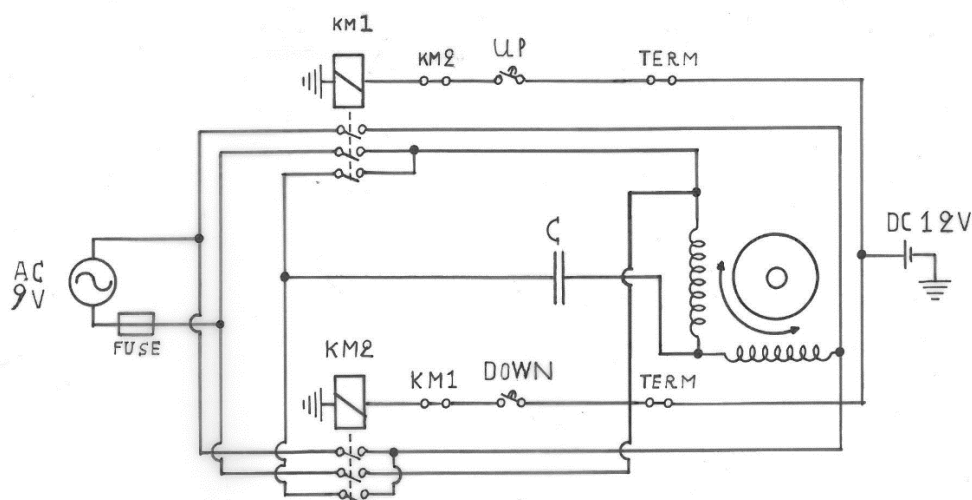 KM1
KM2
UP
TERM
C
DC 12V
AC
9V
FUSE
KM2
KM1
DOWN
TERM